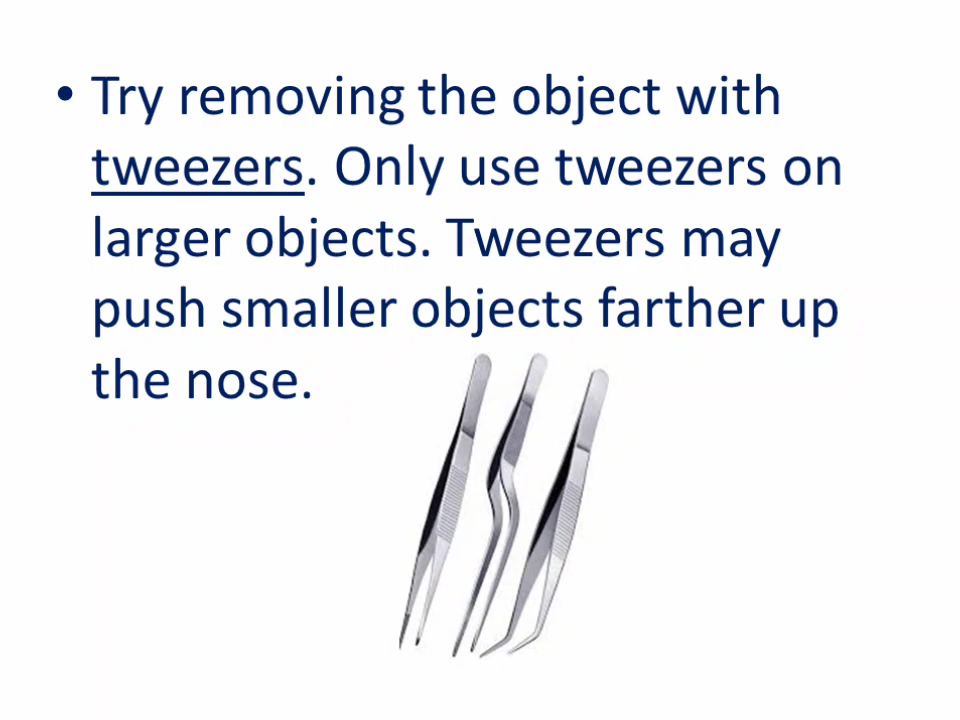 • Try removing the object with
tweezers. Only use tweezers on
larger objects. Tweezers may
push smaller objects farther up
the nose.